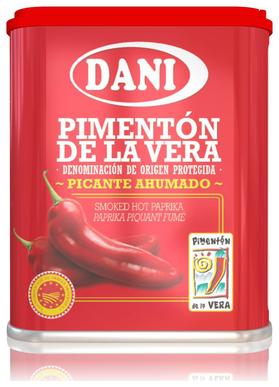 DANI
PIMENTÓN
DE LA VERA
· DENOMINACIÓN DE ORIGEN PROTEGIDA ·
~ PICANTE AHUMADO ~
SMOKED HOT PAPRIKA
PAPRIKA PIQUANT FUMÉ
PIMENTÓN
de la VERA